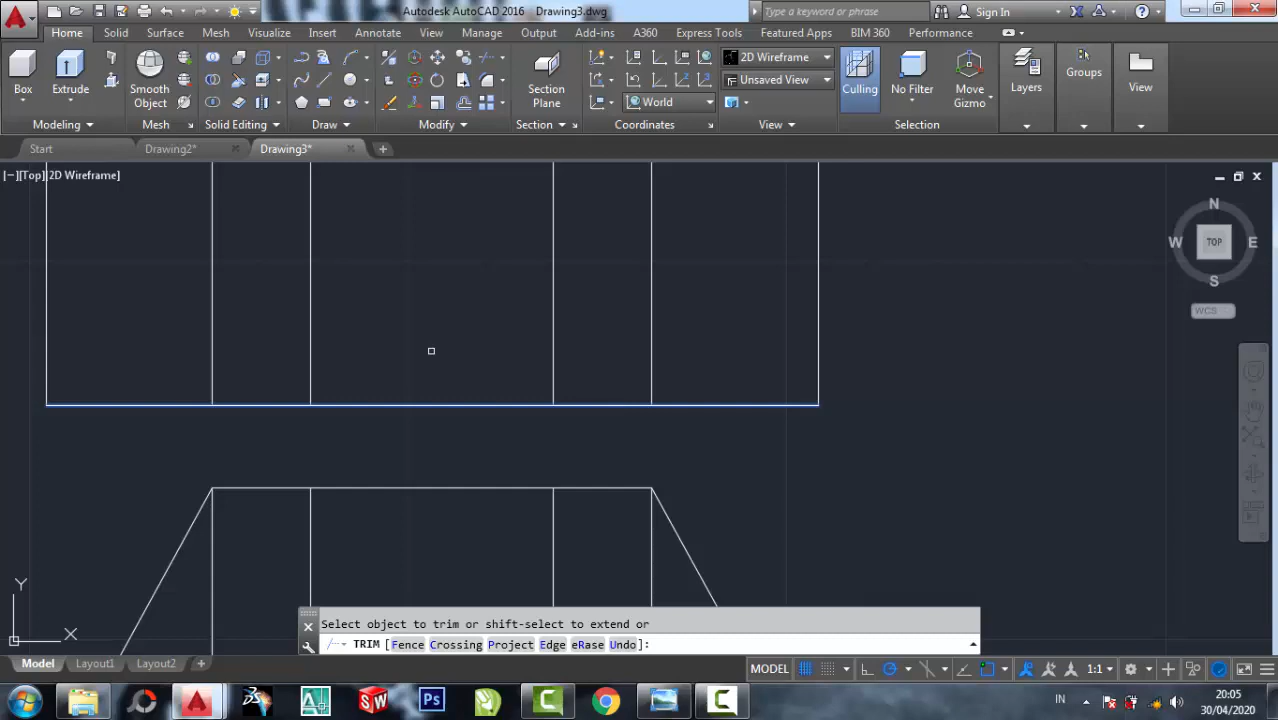 Autodesk AutoCAD 2016 Drawing3.dwg
Type a keyword or phrase
Sign In
Home Solid Surface Mesh Visualize Insert Annotate View Manage Output Add-ins A360 Express Tools Featured Apps BIM 360 Performance
2D Wireframe
Unsaved View
World
Box Extrude
Smooth Object
Section Plane
Culling No Filter
Move Gizmo
Layers Groups View
Modeling Mesh Solid Editing Draw Modify Section Coordinates View Selection
Start Drawing2* Drawing3*
[−][Top][2D Wireframe]
N
W TOP E
S
WCS
Y
X
Select object to trim or shift-select to extend or
TRIM [Fence Crossing Project Edge eRase Undo]:
Model Layout1 Layout2
MODEL 1:1
Ps
IN
20:05
30/04/2020